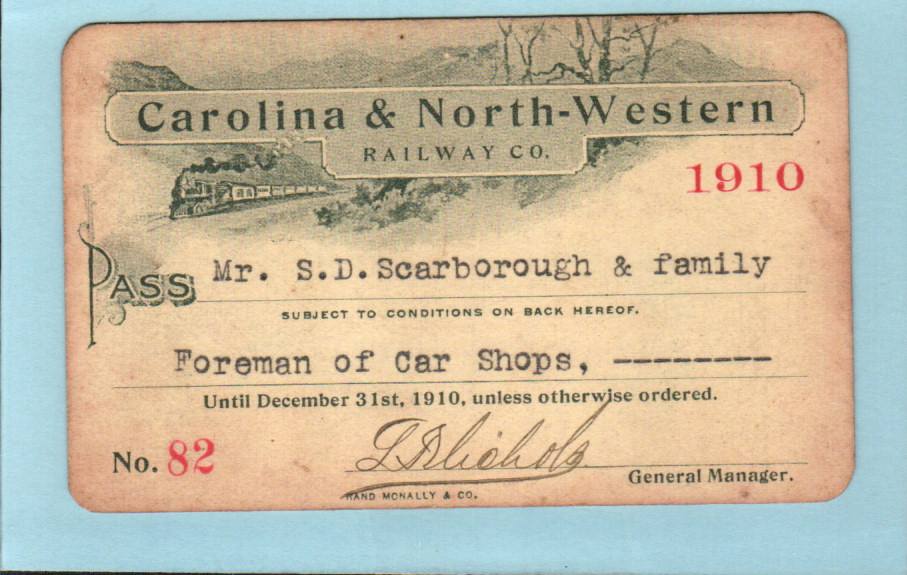 Carolina & North-Western
RAILWAY CO.
1910
PASS Mr. S.D. Scarborough & family
SUBJECT TO CONDITIONS ON BACK HEREOF.
Foreman of Car Shops, --------
Until December 31st, 1910, unless otherwise ordered.
No. 82
General Manager.
RAND MCNALLY & CO.